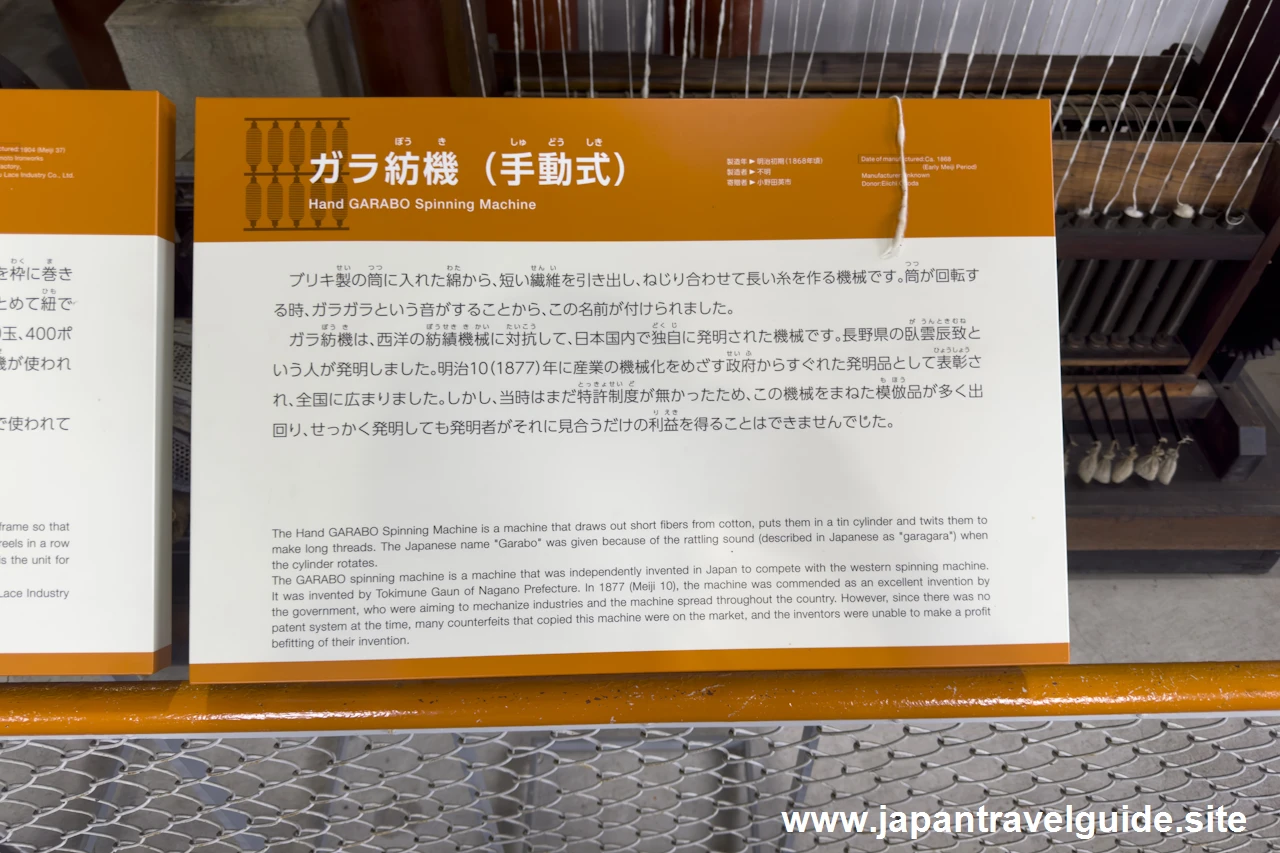 ctured:1904 (Meiji 37)
moto Ironworks
actory,
Lace Industry Co., Ltd.
を枠に巻き
とめて紐で
玉、400ボ
が使われ
で使われて
frame so that
reels in a row
is the unit for
Lace Industry
ガラ紡機（手動式）
Hand GARABO Spinning Machine
製造年▶明治初期(1868年頃)
製造者▶不明
寄贈者▶小野田英市
Date of manufactured:Ca. 1868
(Early Meiji Period)
Manufacturer:Unknown
ブリキ製の筒に入れた綿から、短い繊維を引き出し、ねじり合わせて長い糸を作る機械です。筒が回転す
る時、ガラガラという音がすることから、この名前が付けられました。
ガラ紡機は、西洋の紡績機械に対抗して、日本国内で独自に発明された機械です。長野県の臥雲辰致と
いう人が発明しました。明治10(1877)年に産業の機械化をめざす政府からすぐれた発明品として表彰さ
れ、全国に広まりました。しかし、当時はまだ特許制度が無かったため、この機械をまねた模倣品が多く出
回り、せっかく発明しても発明者がそれに見合うだけの利益を得ることはできませんでじた。
The Hand GARABO Spinning Machine is a machine that draws out short fibers from cotton, puts them in a tin cylinder and twits them to
make long threads. The Japanese name "Garabo" was given because of the rattling sound (described in Japanese as "garagara") when
the cylinder rotates.
The GARABO spinning machine is a machine that was independently invented in Japan to compete with the western spinning machine.
It was invented by Tokimune Gaun of Nagano Prefecture. In 1877 (Meiji 10), the machine was commended as an excellent invention by
the government, who were aiming to mechanize industries and the machine spread throughout the country. However, since there was no
patent system at the time, many counterfeits that copied this machine were on the market, and the inventors were unable to make a profit
befitting of their invention.
www.japantravelguide.site